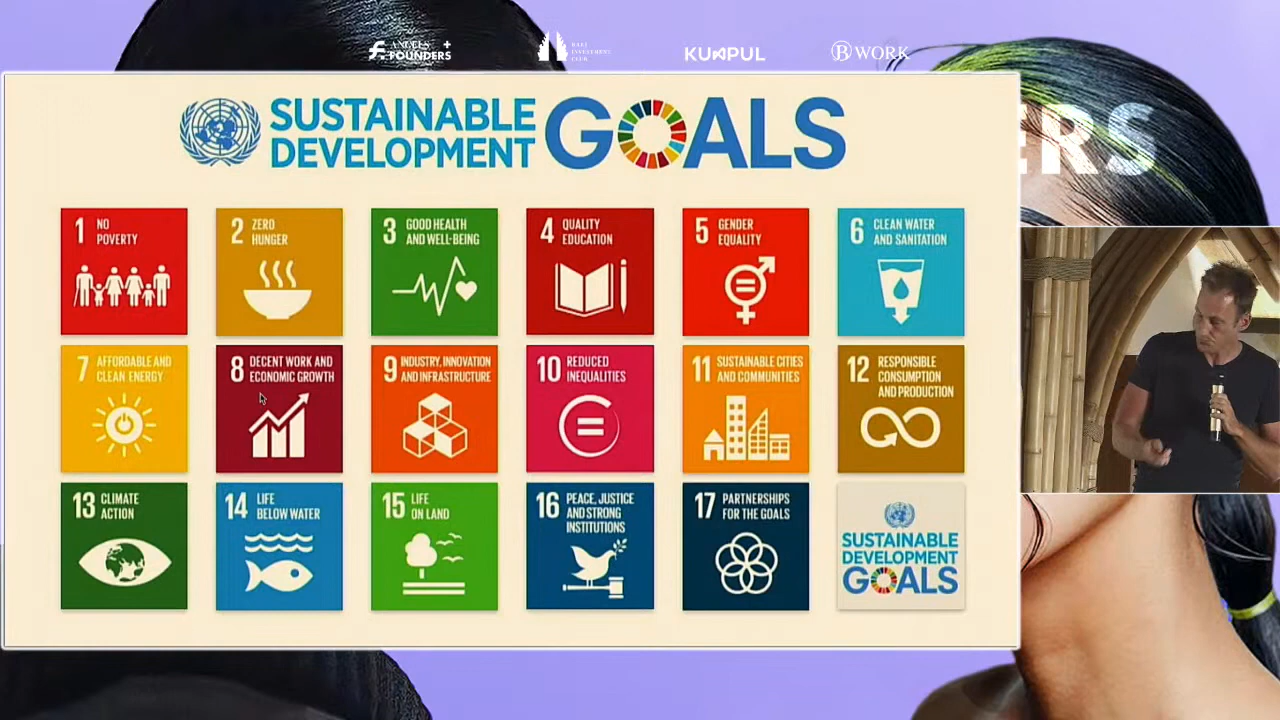 ANGELS +
FOUNDERS
BALI
INVESTMENT
CLUB
KUMPUL
B WORK
ERS
SUSTAINABLE
DEVELOPMENT
GOALS
1 NO
POVERTY
2 ZERO
HUNGER
3 GOOD HEALTH
AND WELL-BEING
4 QUALITY
EDUCATION
5 GENDER
EQUALITY
6 CLEAN WATER
AND SANITATION
7 AFFORDABLE AND
CLEAN ENERGY
8 DECENT WORK AND
ECONOMIC GROWTH
9 INDUSTRY, INNOVATION
AND INFRASTRUCTURE
10 REDUCED
INEQUALITIES
11 SUSTAINABLE CITIES
AND COMMUNITIES
12 RESPONSIBLE
CONSUMPTION
AND PRODUCTION
13 CLIMATE
ACTION
14 LIFE
BELOW WATER
15 LIFE
ON LAND
16 PEACE, JUSTICE
AND STRONG
INSTITUTIONS
17 PARTNERSHIPS
FOR THE GOALS
SUSTAINABLE
DEVELOPMENT
GOALS